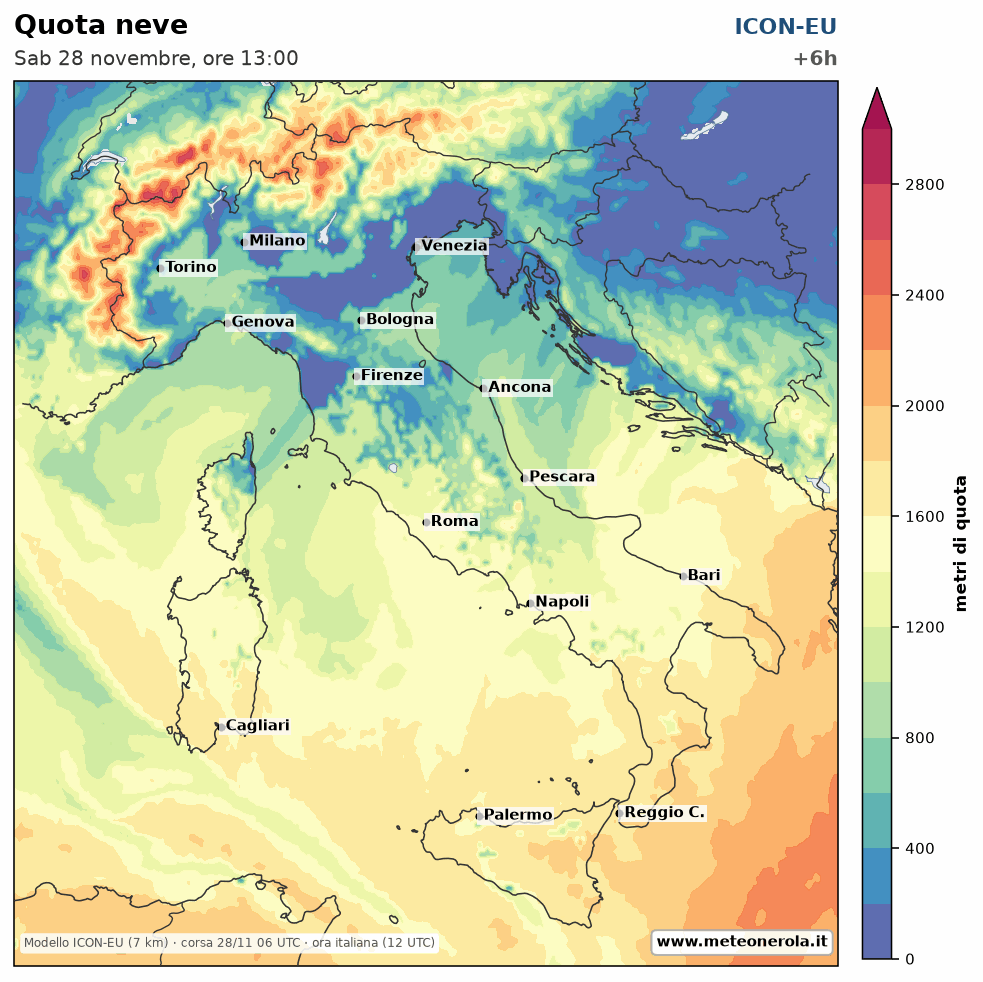 Quota neve
ICON-EU
Sab 28 novembre, ore 13:00
+6h
Milano
Venezia
Torino
Genova
Bologna
Firenze
Ancona
Pescara
Roma
Bari
Napoli
Cagliari
Palermo
Reggio C.
2800
2400
2000
1600
1200
800
400
0
metri di quota
Modello ICON-EU (7 km) · corsa 28/11 06 UTC · ora italiana (12 UTC)
www.meteonerola.it